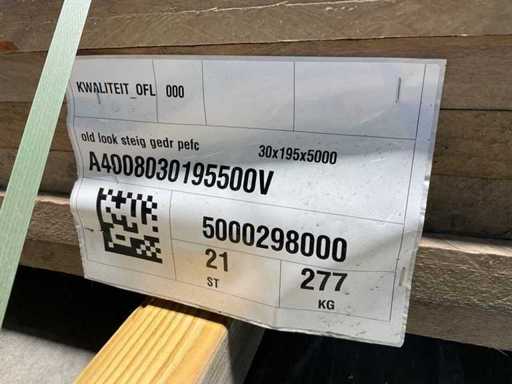 KWALITEIT_OFL 000
old look steig gedr pefc 30x195x5000
A4008030195500V
5000298000
21 277
ST KG